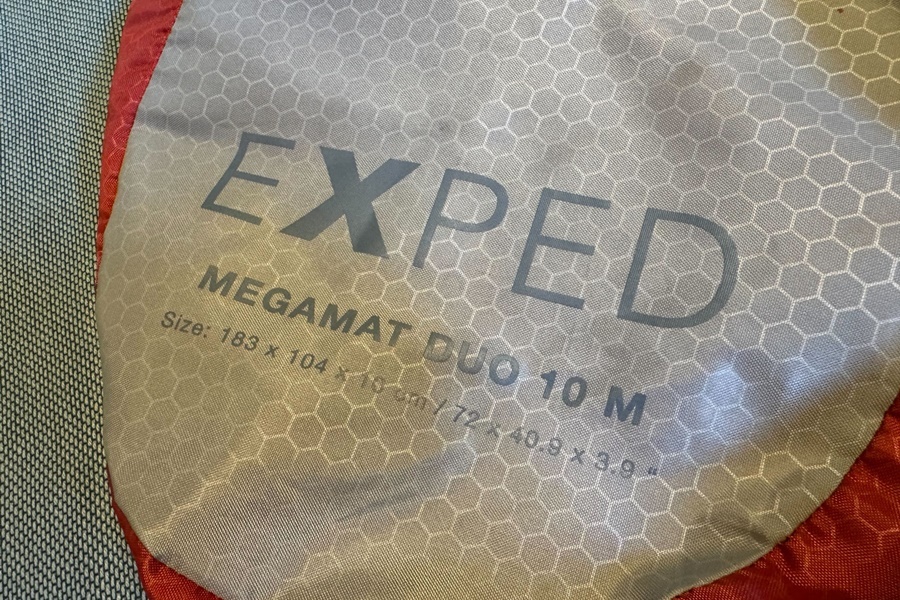 EXPED
MEGAMAT DUO 10 M
Size: 183 x 104 x 10 cm / 72 x 40.9 x 3.9 "